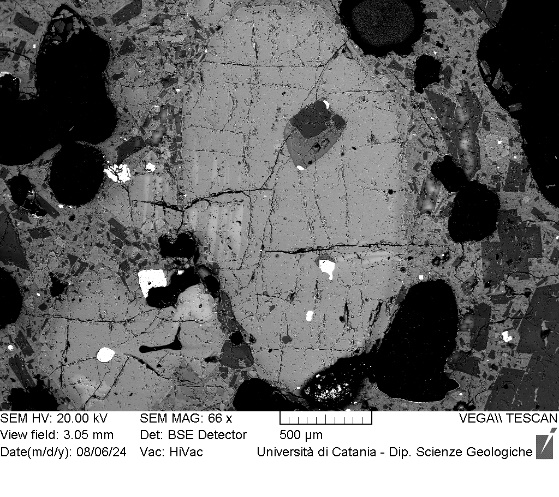 SEM HV: 20.00 kV SEM MAG: 66 x VEGA\\ TESCAN
View field: 3.05 mm Det: BSE Detector 500 µm
Date(m/d/y): 08/06/24 Vac: HiVac Università di Catania - Dip. Scienze Geologiche